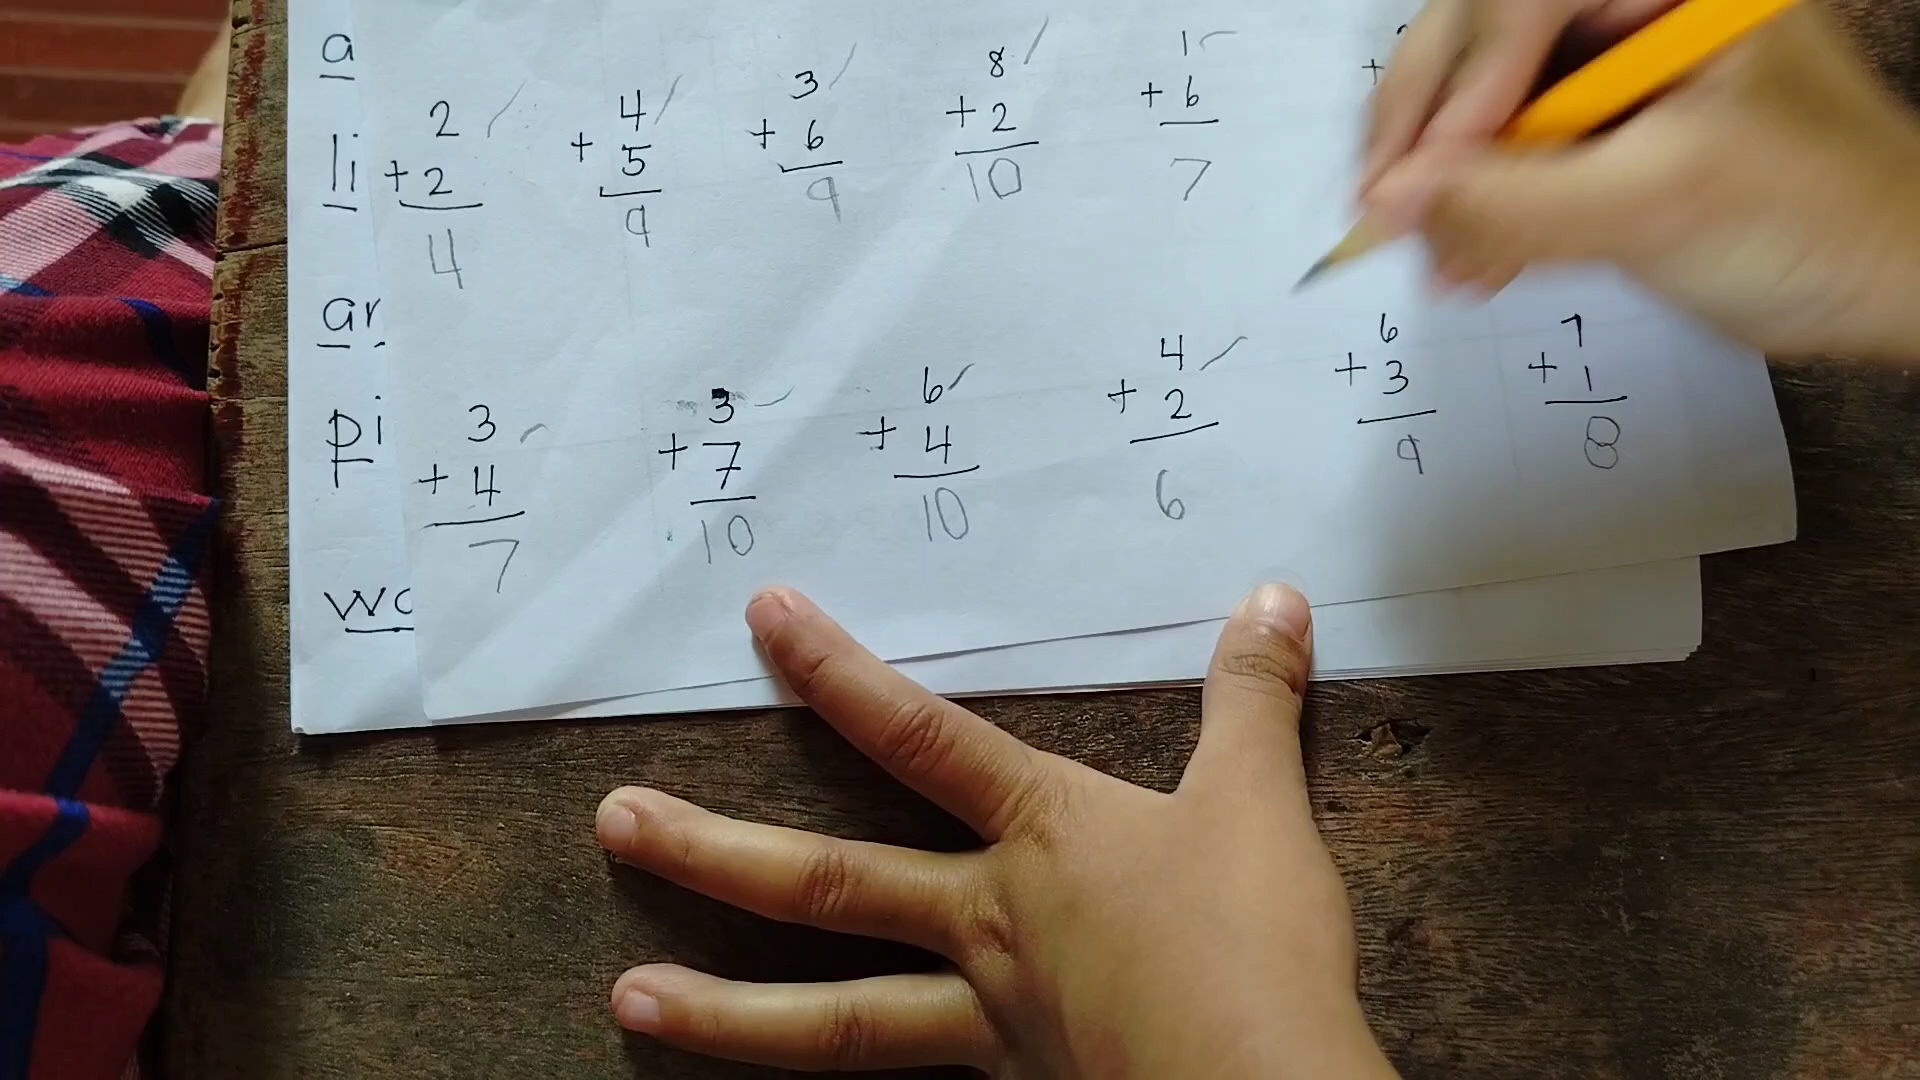 a
li
ar
pi
2 4 3 8 1
+2 +5 +6 +2 +6 +
4 9 9 10 7
3 3 6 4 6 7
+4 +7 +4 +2 +3 +1
7 10 10 6 9 8